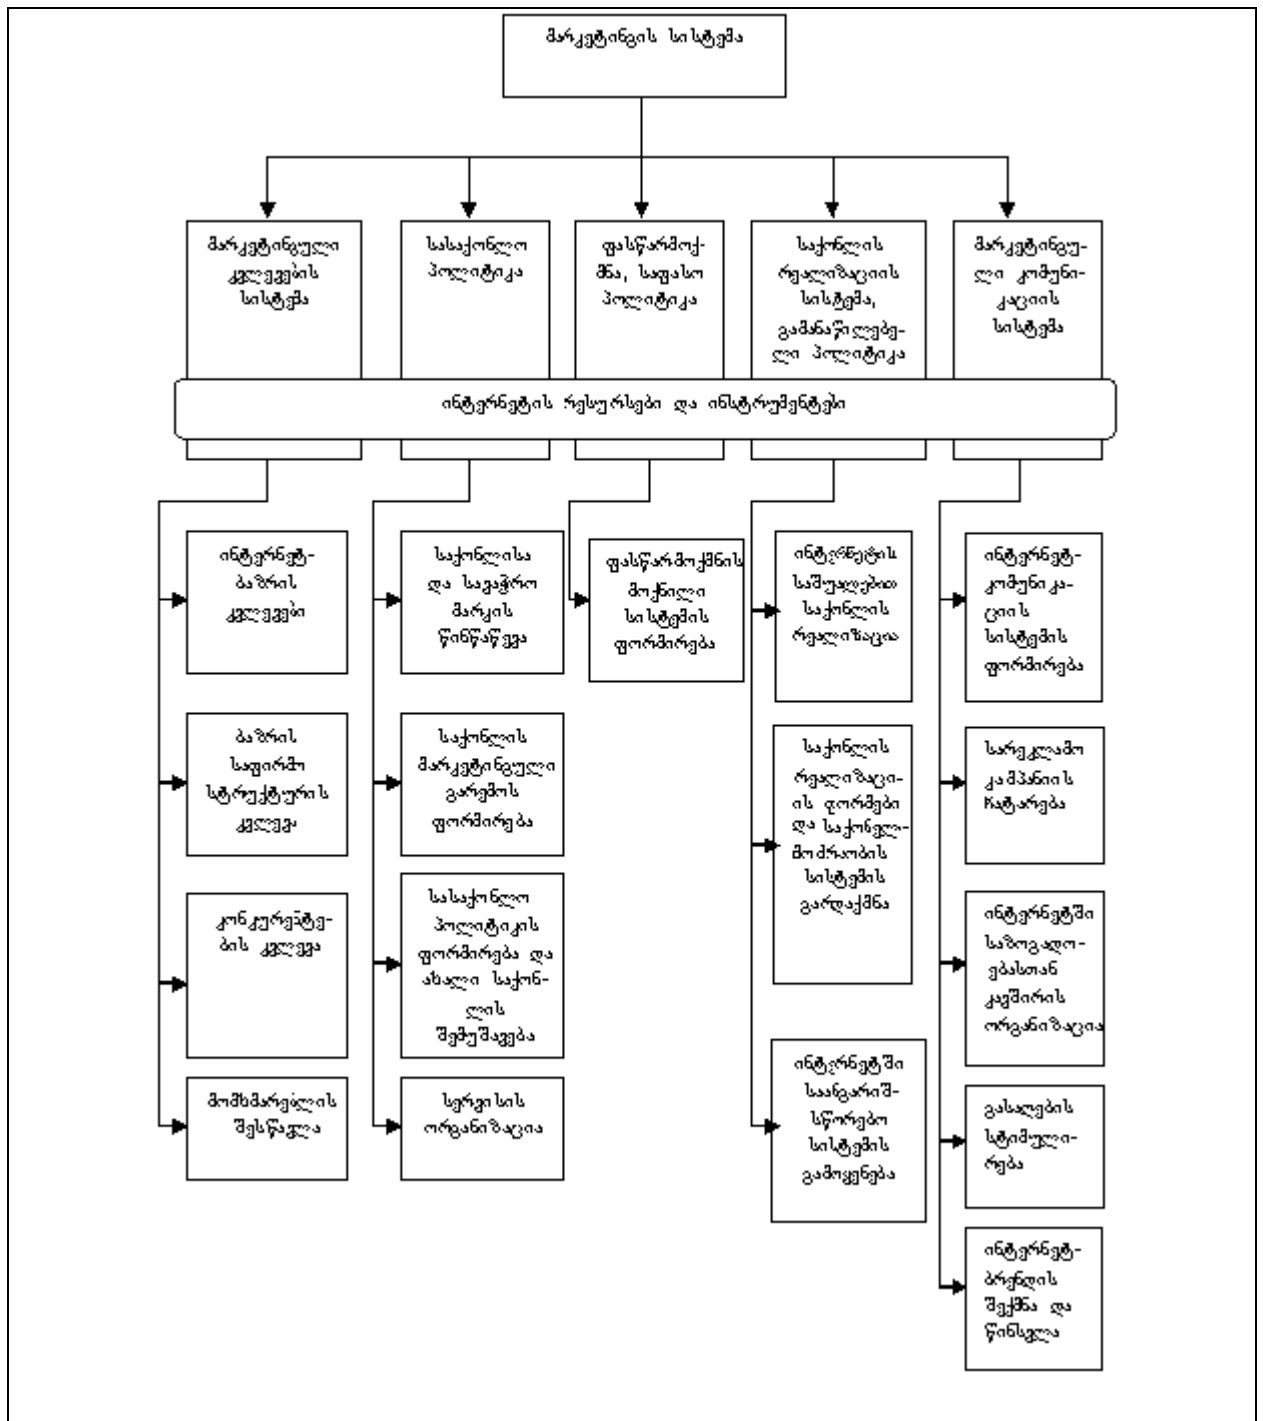 მარკეტინგის სისტემა
მარკეტინგული
კვლევების
სისტემა
სასაქონლო
პოლიტიკა
ფასწარმოქ-
მნა, საფასო
პოლიტიკა
საქონლის
რეალიზაციის
სისტემა,
გამანაწილებე-
ლი პოლიტიკა
მარკეტინგუ-
ლი კომუნი-
კაციის
სისტემა
ინტერნეტის რესურსები და ინსტრუმენტები
ინტერნეტ-
ბაზრის
კვლევები
ბაზრის
საფირმო
სტრუქტურის
კვლევა
კონკურენტე-
ბის კვლევა
მომხმარებლის
შესწავლა
საქონლისა
და სავაჭრო
მარკის
წინწაწევა
საქონლის
მარკეტინგული
გარემოს
ფორმირება
სასაქონლო
პოლიტიკის
ფორმირება და
ახალი საქონ-
ლის
შემუშავება
სერვისის
ორგანიზაცია
ფასწარმოქმნის
მოქნილი
სისტემის
ფორმირება
ინტერნეტის
საშუალებით
საქონლის
რეალიზაცია
საქონლის
რეალიზაცი-
ის ფორმები
და საქონელ-
მოძრაობის
სისტემის
გარდაქმნა
ინტერნეტში
საანგარიშ-
სწორებო
სისტემის
გამოყენება
ინტერნეტ-
კომუნიკა-
ციის
სისტემის
ფორმირება
სარეკლამო
კამპანიის
ჩატარება
ინტერნეტში
საზოგადო-
ებასთან
კავშირის
ორგანიზაცია
გასაღების
სტიმული-
რება
ინტერნეტ-
ბრენდის
შექმნა და
წინსვლა